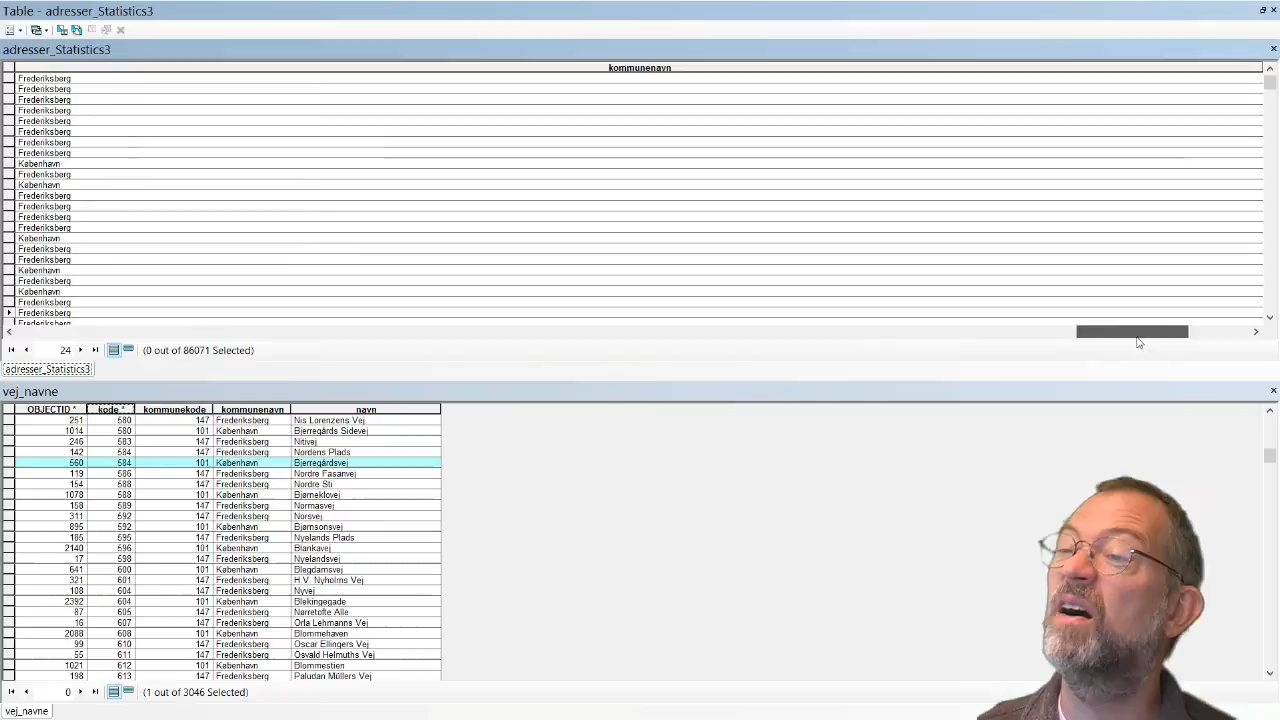 Table - adresser_Statistics3
adresser_Statistics3
kommunenavn
Frederiksberg
Frederiksberg
Frederiksberg
Frederiksberg
Frederiksberg
Frederiksberg
Frederiksberg
Frederiksberg
København
Frederiksberg
København
Frederiksberg
Frederiksberg
Frederiksberg
Frederiksberg
København
Frederiksberg
Frederiksberg
København
Frederiksberg
København
Frederiksberg
Frederiksberg
Frederiksberg
24 (0 out of 86071 Selected)
adresser_Statistics3
vej_navne
OBJECTID * kode * kommunekode kommunenavn navn
251 580 147 Frederiksberg Nis Lorenzens Vej
1014 580 101 København Bjerregårds Sidevej
246 583 147 Frederiksberg Nitivej
142 584 147 Frederiksberg Nordens Plads
560 584 101 København Bjerregårdsvej
119 586 147 Frederiksberg Nordre Fasanvej
154 588 147 Frederiksberg Nordre Sti
1078 588 101 København Bjørneklovej
158 589 147 Frederiksberg Normasvej
311 592 147 Frederiksberg Norsvej
895 592 101 København Bjørnsonsvej
185 595 147 Frederiksberg Nyelands Plads
2140 596 101 København Blankavej
17 598 147 Frederiksberg Nyelandsvej
641 600 101 København Blegdamsvej
321 601 147 Frederiksberg H.V. Nyholms Vej
108 604 147 Frederiksberg Nyvej
2392 604 101 København Blekingegade
87 605 147 Frederiksberg Nørretofte Alle
16 607 147 Frederiksberg Orla Lehmanns Vej
2088 608 101 København Blommehaven
99 610 147 Frederiksberg Oscar Ellingers Vej
55 611 147 Frederiksberg Osvald Helmuths Vej
1021 612 101 København Blommestien
198 613 147 Frederiksberg Paludan Müllers Vej
0 (1 out of 3046 Selected)
vej_navne